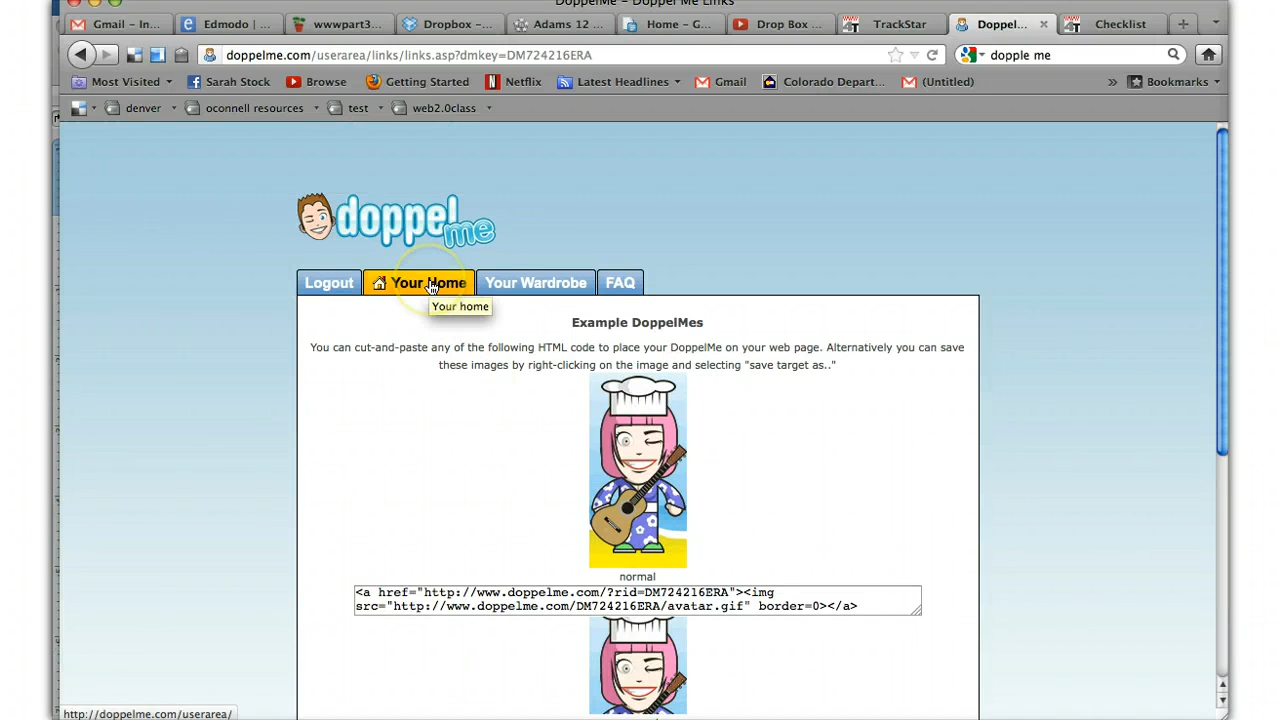 DoppelMe - DoppelMe Links
Gmail - In...
Edmodo | ...
wwwpart3...
Dropbox -...
Adams 12 ...
Home - G...
Drop Box ...
TrackStar
Doppel...
Checklist
doppelme.com/userarea/links/links.asp?dmkey=DM724216ERA
dopple me
Most Visited
Sarah Stock
Browse
Getting Started
Netflix
Latest Headlines
Gmail
Colorado Depart...
(Untitled)
»
Bookmarks
denver
oconnell resources
test
web2.0class
doppel me
Logout
Your Home
Your Wardrobe
FAQ
Your home
Example DoppelMes
You can cut-and-paste any of the following HTML code to place your DoppelMe on your web page. Alternatively you can save
these images by right-clicking on the image and selecting "save target as.."
normal
<a href="http://www.doppelme.com/?rid=DM724216ERA"><img
src="http://www.doppelme.com/DM724216ERA/avatar.gif" border=0></a>
http://doppelme.com/userarea/